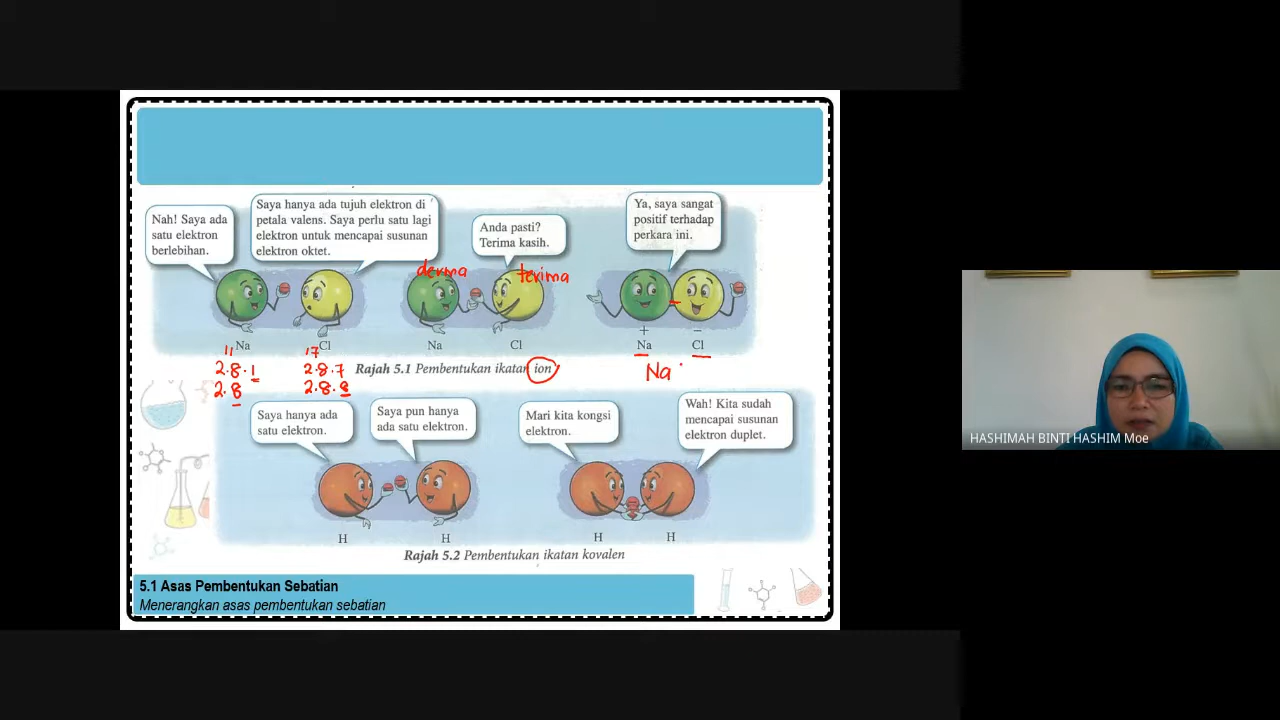 Nah! Saya ada
satu elektron
berlebihan.
Saya hanya ada tujuh elektron di
petala valens. Saya perlu satu lagi
elektron untuk mencapai susunan
elektron oktet.
Anda pasti?
Terima kasih.
Ya, saya sangat
positif terhadap
perkara ini.
derma
terima
+
−
Na
Cl
Na
Cl
Na
Cl
11
17
2.8.1
2.8.7
2.8
2.8.8
Rajah 5.1 Pembentukan ikatan ion
Na
Saya hanya ada
satu elektron.
Saya pun hanya
ada satu elektron.
Mari kita kongsi
elektron.
Wah! Kita sudah
mencapai susunan
elektron duplet.
H
H
H
H
Rajah 5.2 Pembentukan ikatan kovalen
5.1 Asas Pembentukan Sebatian
Menerangkan asas pembentukan sebatian
HASHIMAH BINTI HASHIM Moe